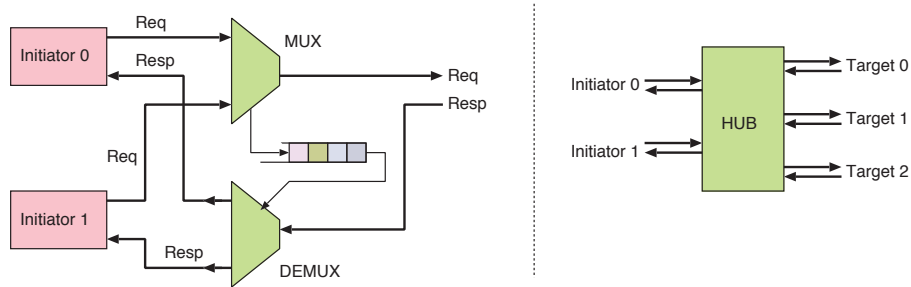 Req
MUX
Initiator 0
Resp
Req
Resp
Req
Initiator 1
Resp
DEMUX
Initiator 0
Initiator 1
HUB
Target 0
Target 1
Target 2